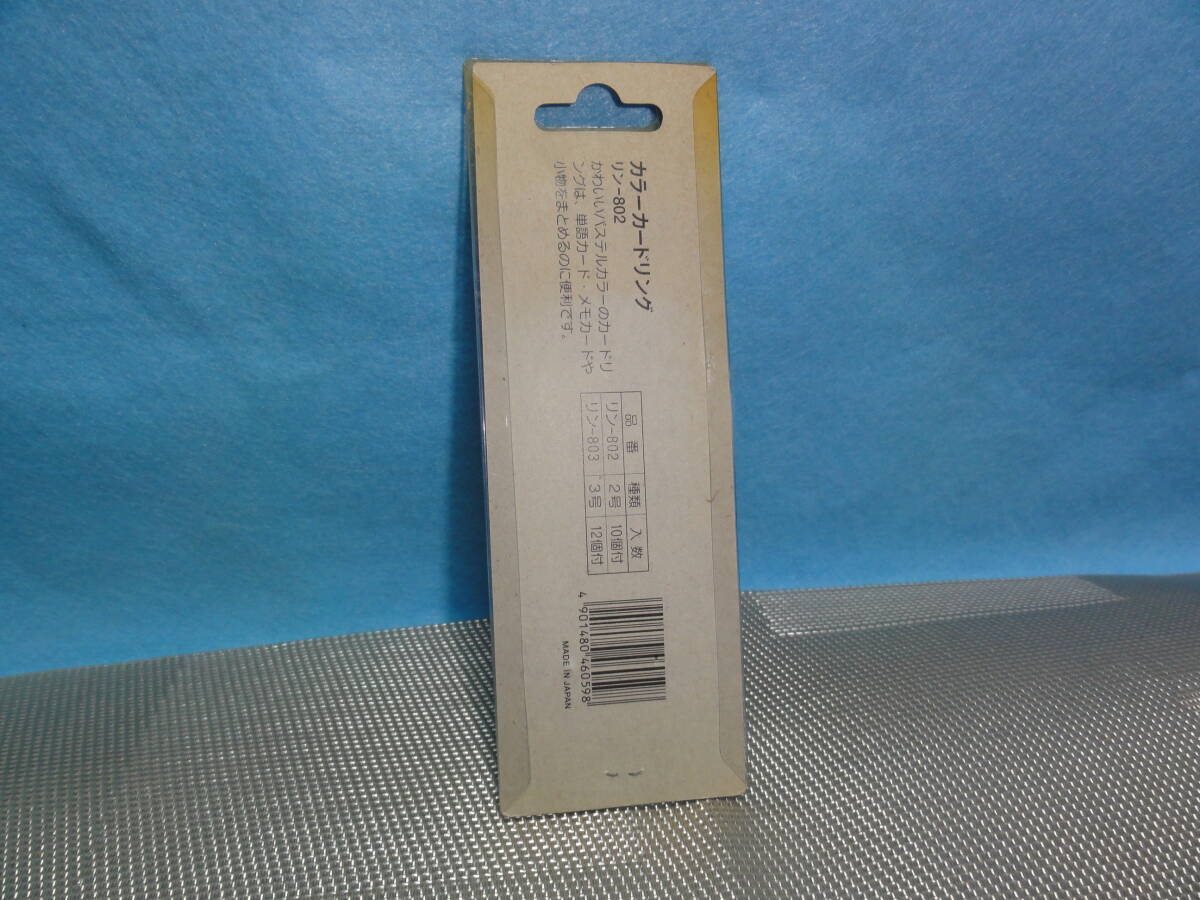 カラーカードリング
リン-802
かわいいパステルカラーのカードリ
ングは、単語カード・メモカードや
小物をまとめるのに便利です。
品番 種類 入数
リン-802 2号 10個付
リン-803 3号 12個付
4 901480 460598
MADE IN JAPAN